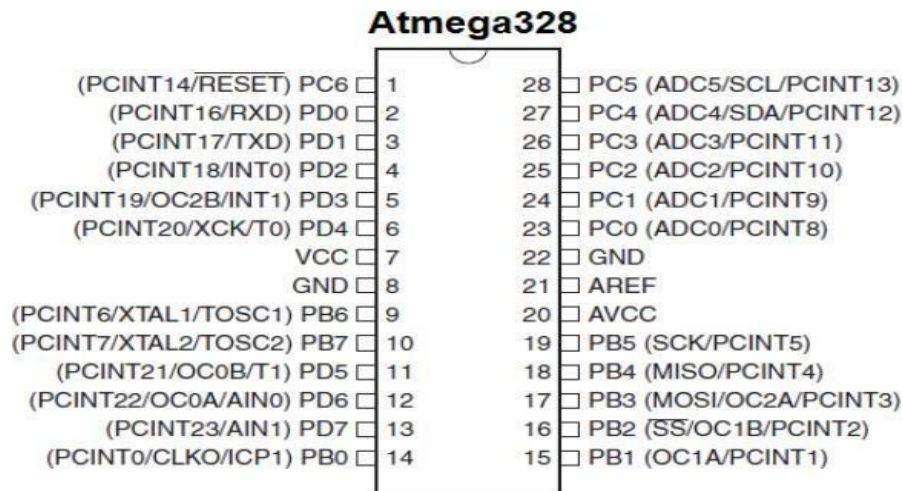 Atmega328
(PCINT14/RESET) PC6 1 28 PC5 (ADC5/SCL/PCINT13)
(PCINT16/RXD) PD0 2 27 PC4 (ADC4/SDA/PCINT12)
(PCINT17/TXD) PD1 3 26 PC3 (ADC3/PCINT11)
(PCINT18/INT0) PD2 4 25 PC2 (ADC2/PCINT10)
(PCINT19/OC2B/INT1) PD3 5 24 PC1 (ADC1/PCINT9)
(PCINT20/XCK/T0) PD4 6 23 PC0 (ADC0/PCINT8)
VCC 7 22 GND
GND 8 21 AREF
(PCINT6/XTAL1/TOSC1) PB6 9 20 AVCC
(PCINT7/XTAL2/TOSC2) PB7 10 19 PB5 (SCK/PCINT5)
(PCINT21/OC0B/T1) PD5 11 18 PB4 (MISO/PCINT4)
(PCINT22/OC0A/AIN0) PD6 12 17 PB3 (MOSI/OC2A/PCINT3)
(PCINT23/AIN1) PD7 13 16 PB2 (SS/OC1B/PCINT2)
(PCINT0/CLKO/ICP1) PB0 14 15 PB1 (OC1A/PCINT1)